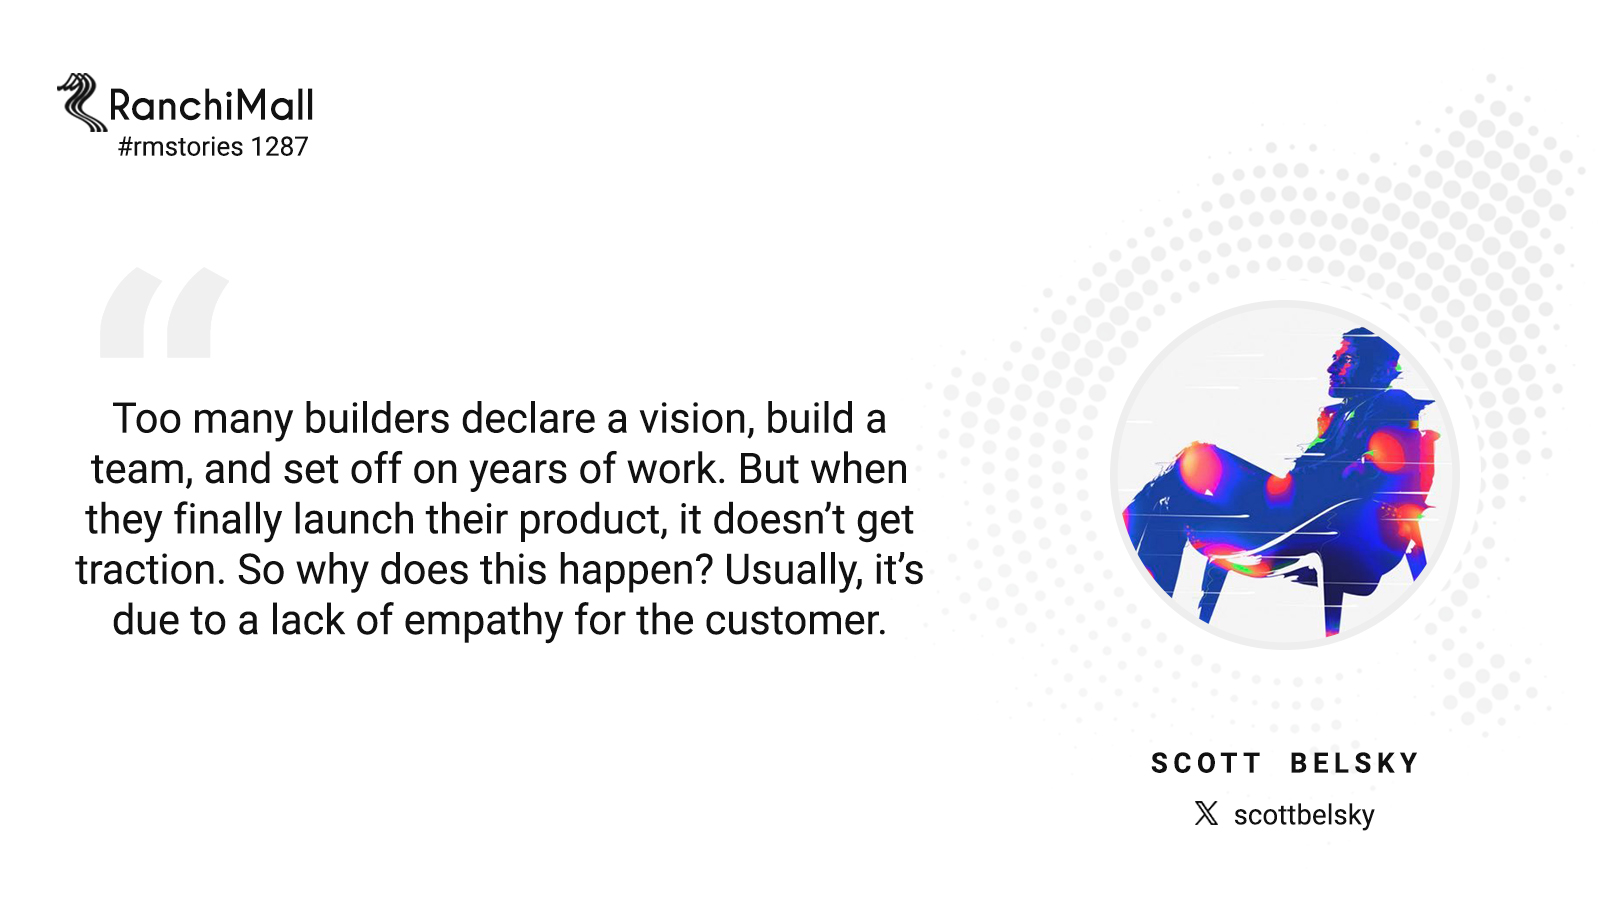 RanchiMall
#rmstories 1287
“
Too many builders declare a vision, build a
team, and set off on years of work. But when
they finally launch their product, it doesn’t get
traction. So why does this happen? Usually, it’s
due to a lack of empathy for the customer.
SCOTT BELSKY
𝕏 scottbelsky